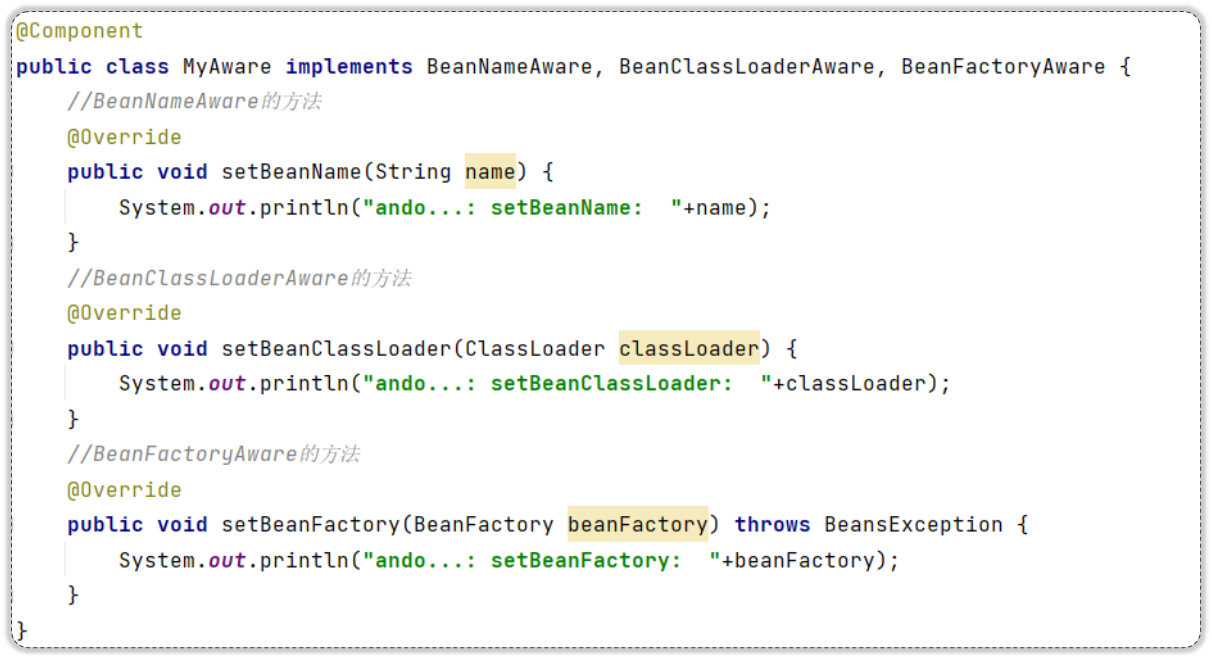 @Component
public class MyAware implements BeanNameAware, BeanClassLoaderAware, BeanFactoryAware {
    //BeanNameAware的方法
    @Override
    public void setBeanName(String name) {
        System.out.println("ando...: setBeanName:  "+name);
    }
    //BeanClassLoaderAware的方法
    @Override
    public void setBeanClassLoader(ClassLoader classLoader) {
        System.out.println("ando...: setBeanClassLoader:  "+classLoader);
    }
    //BeanFactoryAware的方法
    @Override
    public void setBeanFactory(BeanFactory beanFactory) throws BeansException {
        System.out.println("ando...: setBeanFactory:  "+beanFactory);
    }
}